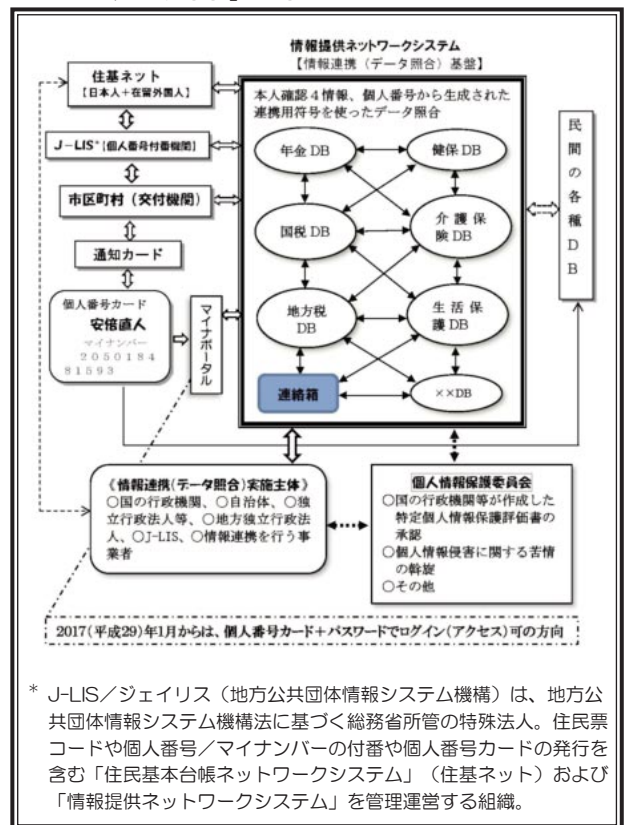 情報提供ネットワークシステム
【情報連携(データ照合)基盤】
住基ネット
【日本人+在留外国人】
J-LIS*【個人番号付番機関】
市区町村(交付機関)
通知カード
個人番号カード
安倍直人
マイナンバー
2050184
81593
マイナポータル
本人確認4情報、個人番号から生成された
連携用符号を使ったデータ照合
年金DB
健保DB
国税DB
介護保
険DB
地方税
DB
生活保
護DB
連絡箱
××DB
民間の各種DB
《情報連携(データ照合)実施主体》
○国の行政機関、○自治体、○独
立行政法人等、○地方独立行政法
人、○J-LIS、○情報連携を行う事
業者
個人情報保護委員会
○国の行政機関等が作成した
特定個人情報保護評価書の
承認
○個人情報侵害に関する苦情
の斡旋
○その他
2017(平成29)年1月からは、個人番号カード+パスワードでログイン(アクセス)可の方向
* J-LIS/ジェイリス(地方公共団体情報システム機構)は、地方公
共団体情報システム機構法に基づく総務省所管の特殊法人。住民票
コードや個人番号/マイナンバーの付番や個人番号カードの発行を
含む「住民基本台帳ネットワークシステム」(住基ネット)および
「情報提供ネットワークシステム」を管理運営する組織。